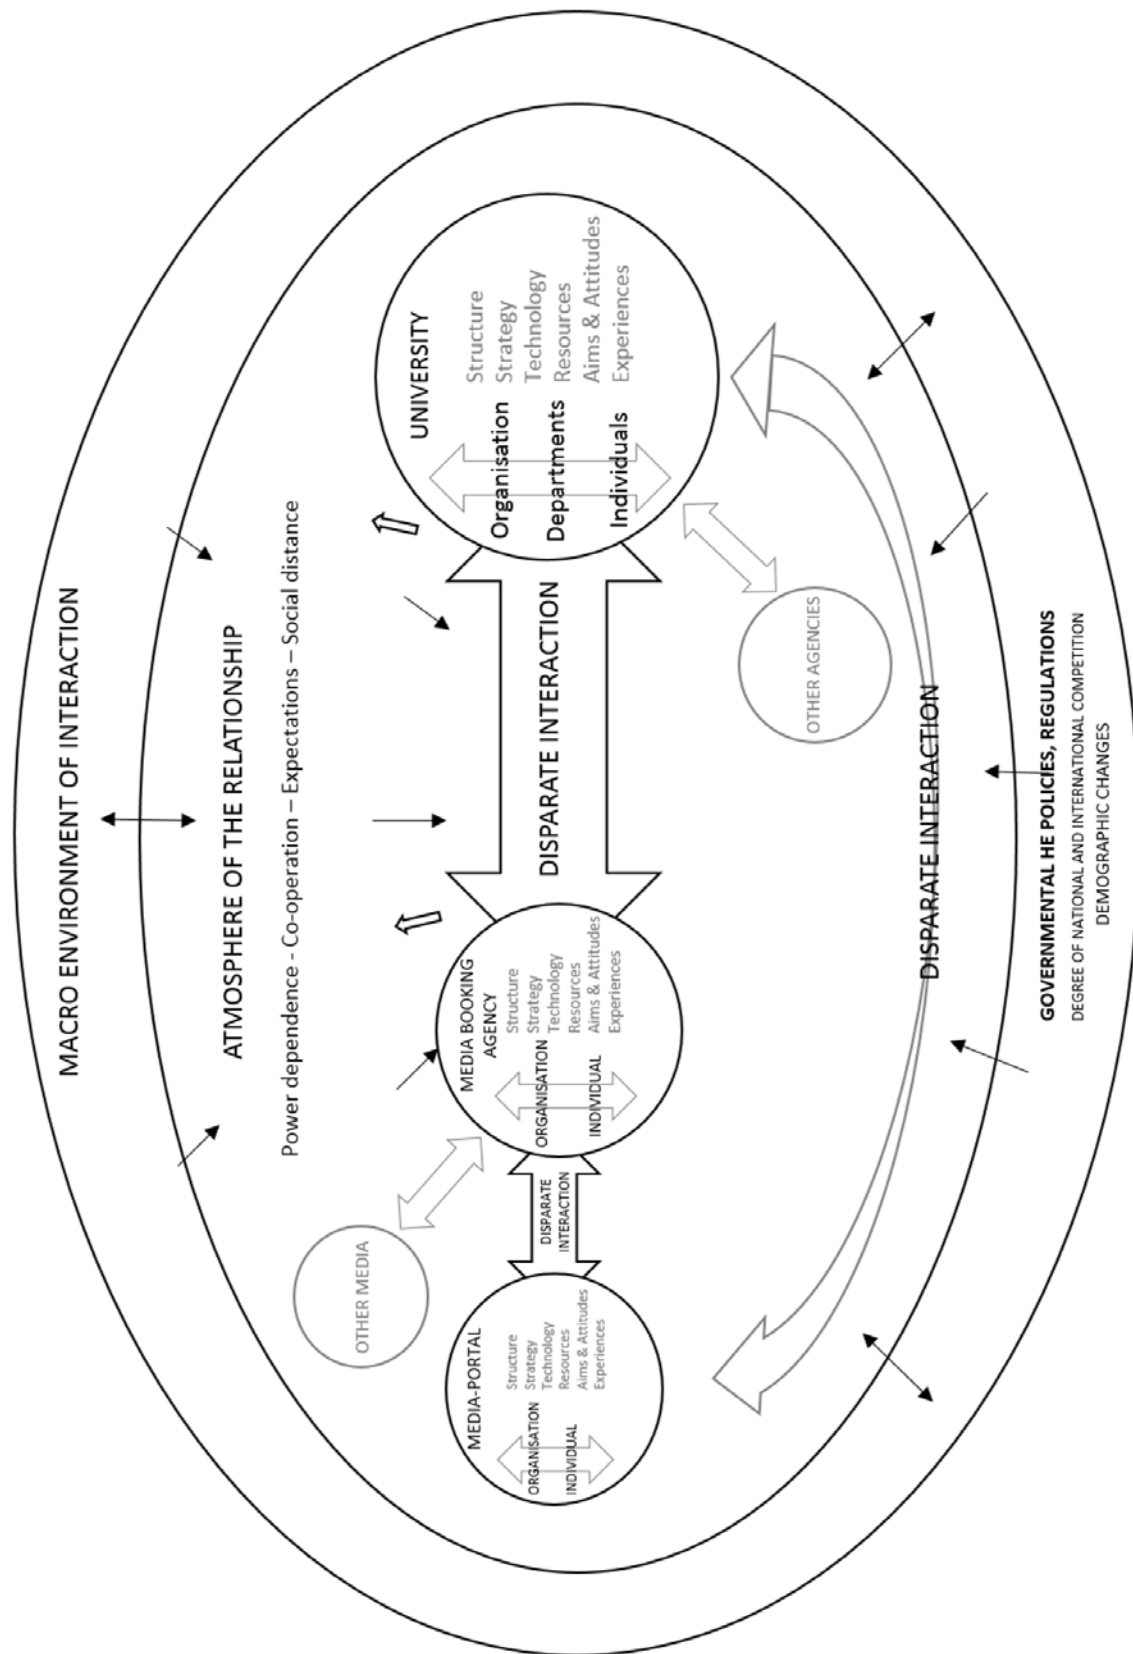 MACRO ENVIRONMENT OF INTERACTION
ATMOSPHERE OF THE RELATIONSHIP
Power dependence - Co-operation – Expectations – Social distance
OTHER MEDIA
MEDIA-PORTAL
Structure
Strategy
Technology
Resources
Aims & Attitudes
Experiences
ORGANISATION
INDIVIDUAL
DISPARATE
INTERACTION
MEDIA BOOKING
AGENCY
Structure
Strategy
Technology
Resources
Aims & Attitudes
Experiences
ORGANISATION
INDIVIDUAL
DISPARATE INTERACTION
UNIVERSITY
Structure
Strategy
Technology
Resources
Aims & Attitudes
Experiences
Organisation
Departments
Individuals
OTHER AGENCIES
DISPARATE INTERACTION
GOVERNMENTAL HE POLICIES, REGULATIONS
DEGREE OF NATIONAL AND INTERNATIONAL COMPETITION
DEMOGRAPHIC CHANGES